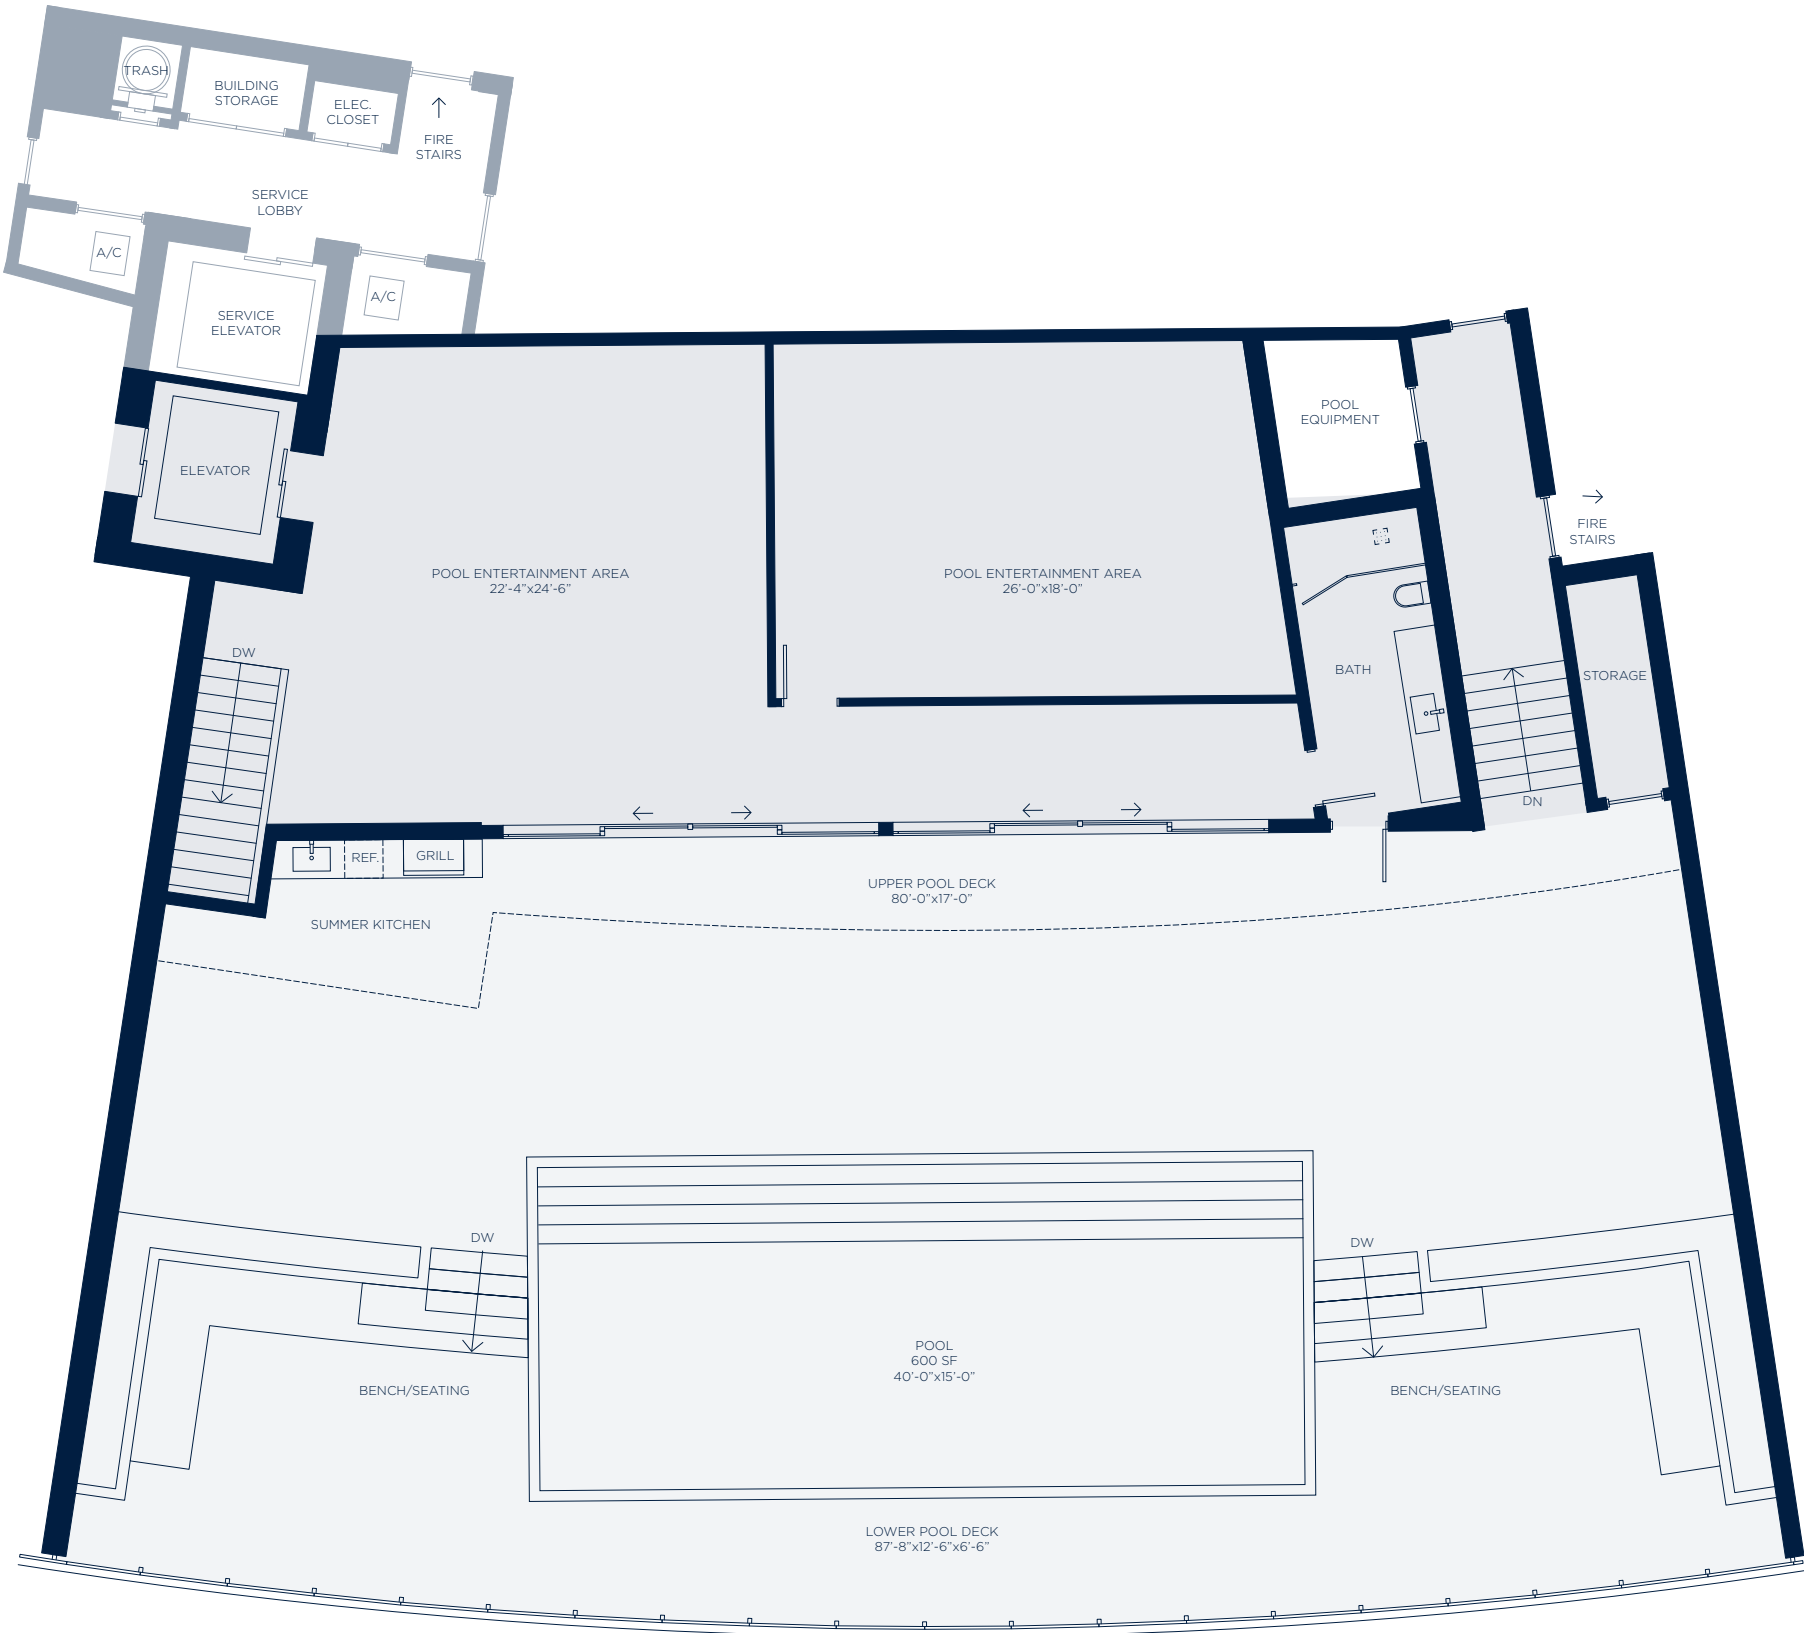 TRASH
BUILDING
STORAGE
ELEC.
CLOSET
FIRE
STAIRS
SERVICE
LOBBY
A/C
A/C
SERVICE
ELEVATOR
ELEVATOR
POOL
EQUIPMENT
FIRE
STAIRS
POOL ENTERTAINMENT AREA
22'-4"x24'-6"
POOL ENTERTAINMENT AREA
26'-0"x18'-0"
DW
BATH
STORAGE
DN
REF.
GRILL
SUMMER KITCHEN
UPPER POOL DECK
80'-0"x17'-0"
DW
DW
POOL
600 SF
40'-0"x15'-0"
BENCH/SEATING
BENCH/SEATING
LOWER POOL DECK
87'-8"x12'-6"x6'-6"